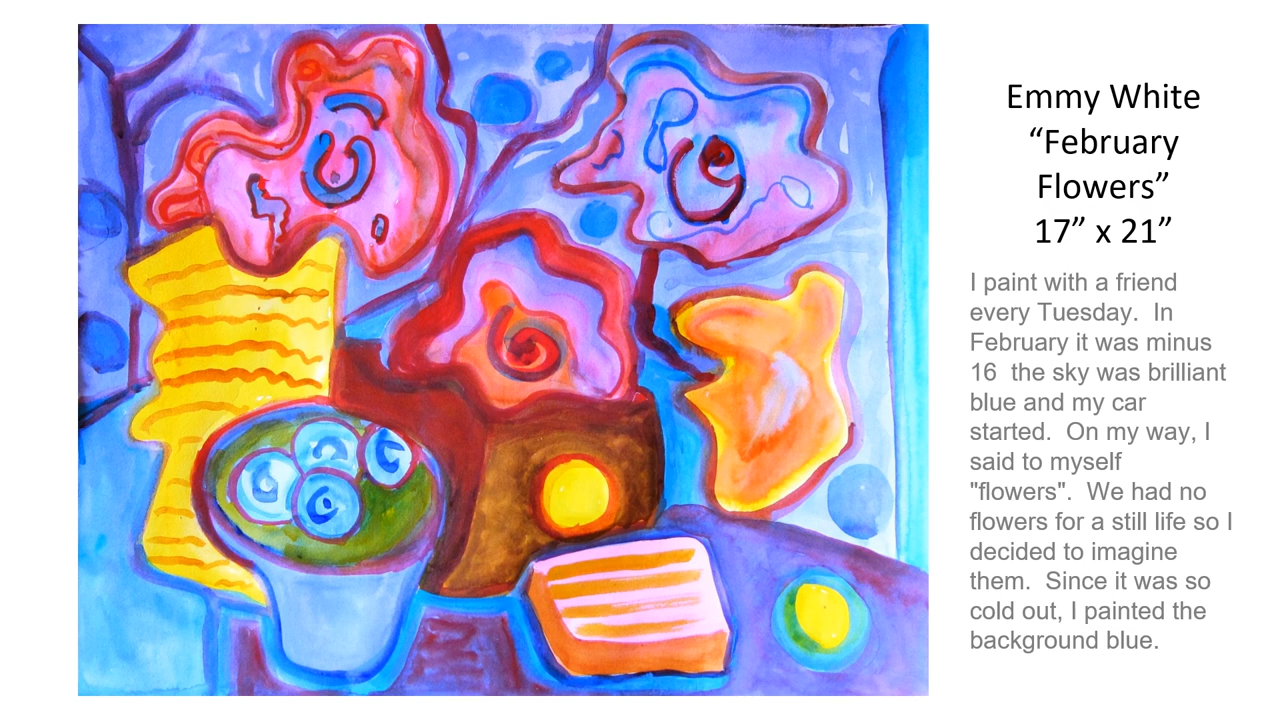 Emmy White
“February
Flowers”
17” x 21”
I paint with a friend
every Tuesday.  In
February it was minus
16  the sky was brilliant
blue and my car
started.  On my way, I
said to myself
"flowers".  We had no
flowers for a still life so I
decided to imagine
them.  Since it was so
cold out, I painted the
background blue.